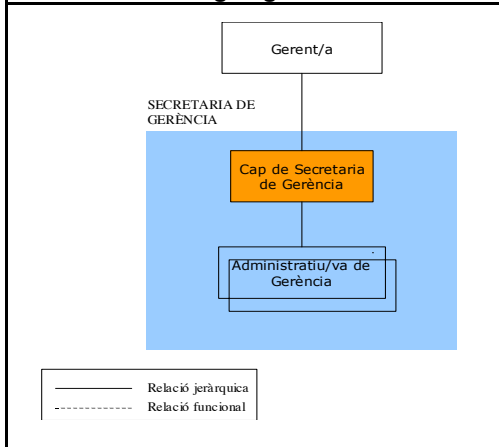 Gerent/a
SECRETARIA DE
GERÈNCIA
Cap de Secretaria
de Gerència
Administratiu/va de
Gerència
Relació jeràrquica
Relació funcional